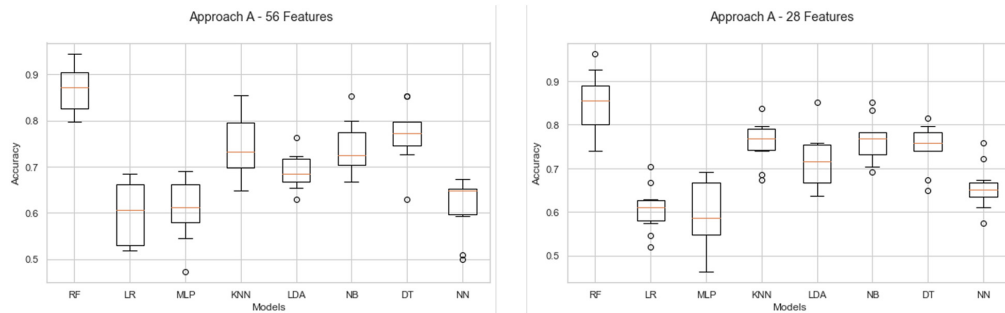 Approach A - 56 Features
0.9
0.8
0.7
0.6
0.5
Accuracy
RF LR MLP KNN LDA NB DT NN
Models
Approach A - 28 Features
0.9
0.8
0.7
0.6
0.5
Accuracy
RF LR MLP KNN LDA NB DT NN
Models